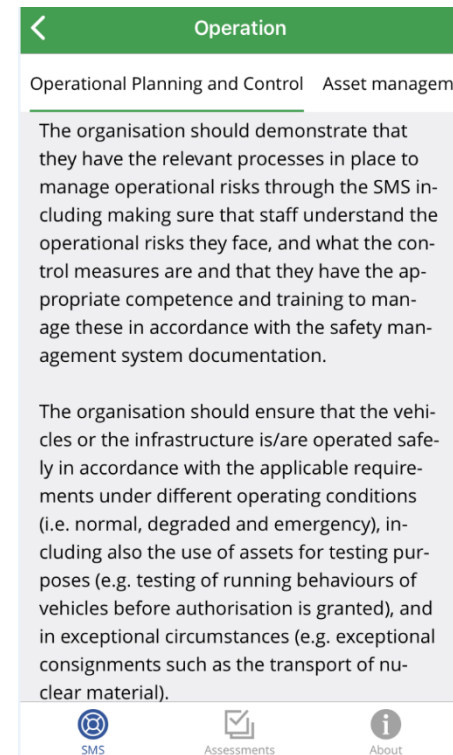 Operation
Operational Planning and Control Asset managem
The organisation should demonstrate that
they have the relevant processes in place to
manage operational risks through the SMS in-
cluding making sure that staff understand the
operational risks they face, and what the con-
trol measures are and that they have the ap-
propriate competence and training to man-
age these in accordance with the safety man-
agement system documentation.
The organisation should ensure that the vehi-
cles or the infrastructure is/are operated safe-
ly in accordance with the applicable require-
ments under different operating conditions
(i.e. normal, degraded and emergency), in-
cluding also the use of assets for testing pur-
poses (e.g. testing of running behaviours of
vehicles before authorisation is granted), and
in exceptional circumstances (e.g. exceptional
consignments such as the transport of nu-
clear material).
SMS Assessments About